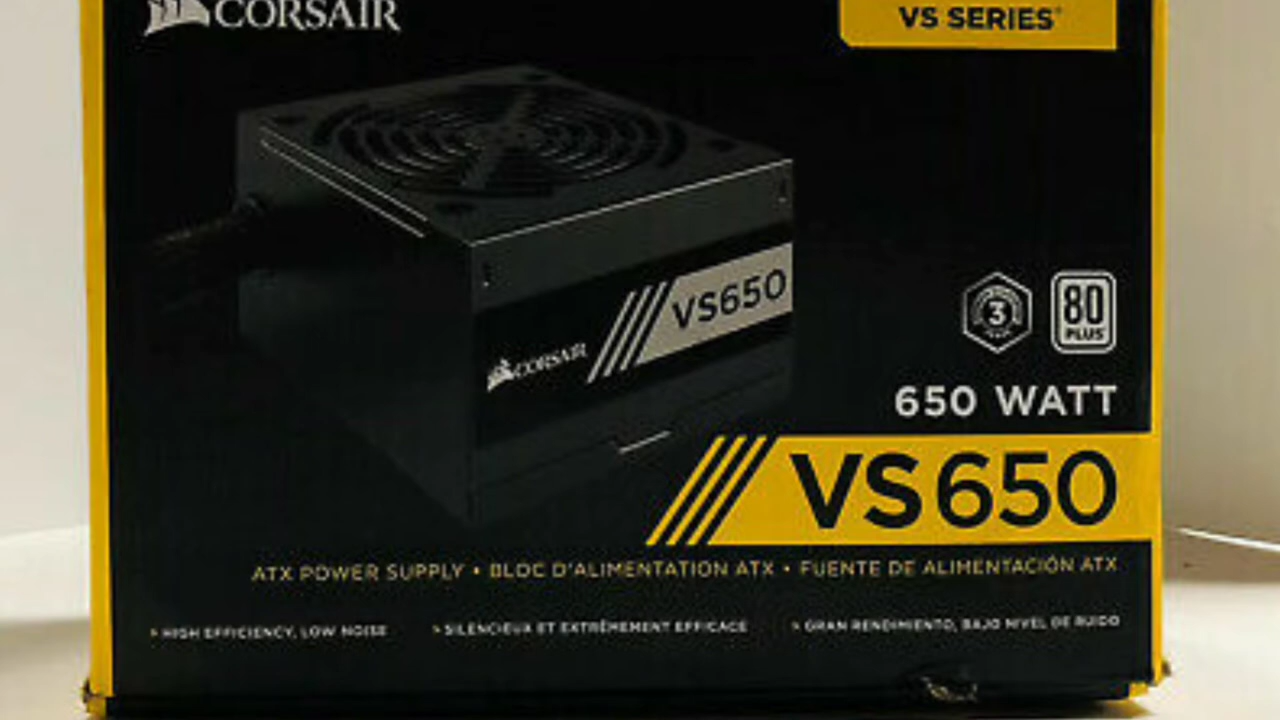 CORSAIR
VS SERIES®
VS650
CORSAIR
3
80
PLUS
650 WATT
VS650
ATX POWER SUPPLY • BLOC D'ALIMENTATION ATX • FUENTE DE ALIMENTACIÓN ATX
HIGH EFFICIENCY, LOW NOISE
SILENCIEUX ET EXTRÊMEMENT EFFICACE
GRAN RENDIMIENTO, BAJO NIVEL DE RUIDO